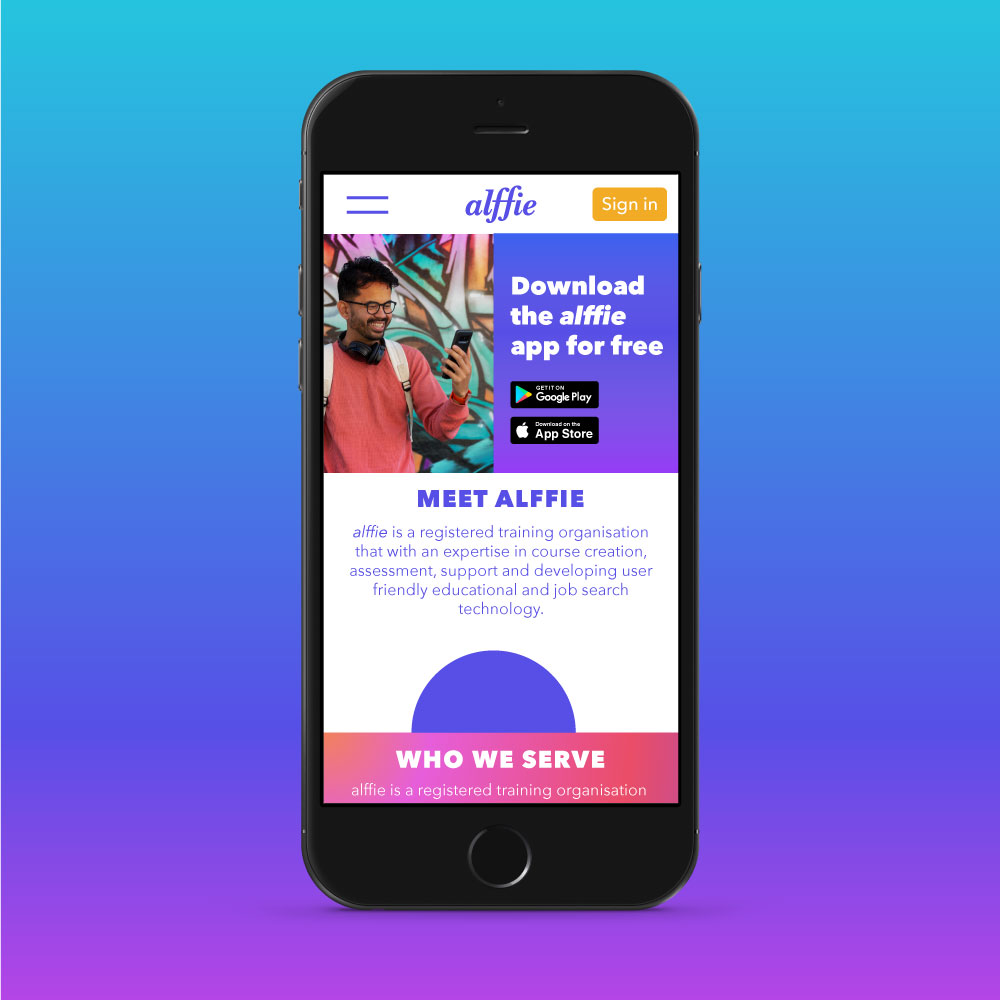 alffie
Sign in
Download
the alffie
app for free
GET IT ON
Google Play
Download on the
App Store
MEET ALFFIE
alffie is a registered training organisation
that with an expertise in course creation,
assessment, support and developing user
friendly educational and job search
technology.
WHO WE SERVE
alffie is a registered training organisation